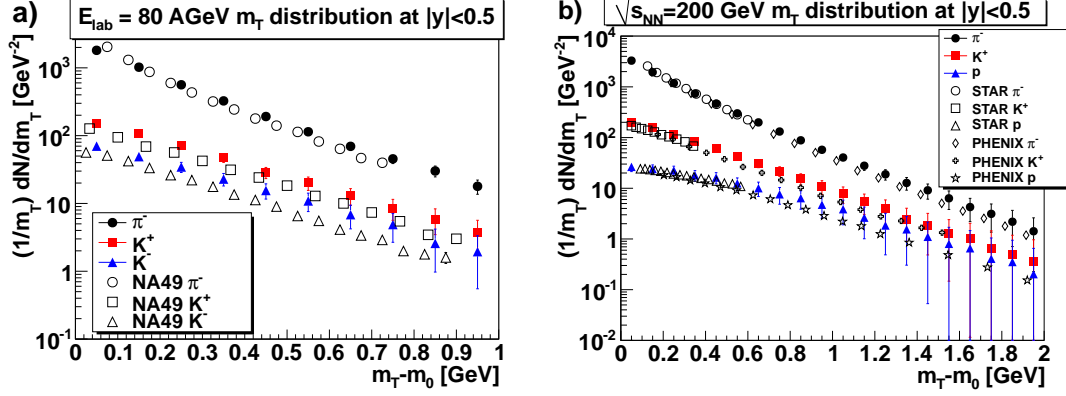 a)
E_lab = 80 AGeV m_T distribution at |y|<0.5
(1/m_T) dN/dm_T [GeV^-2]
10^3
10^2
10
1
10^-1
π^-
K^+
K^-
NA49 π^-
NA49 K^+
NA49 K^-
0 0.1 0.2 0.3 0.4 0.5 0.6 0.7 0.8 0.9 1
m_T-m_0 [GeV]
b)
√s_NN=200 GeV m_T distribution at |y|<0.5
(1/m_T) dN/dm_T [GeV^-2]
10^4
10^3
10^2
10
1
10^-1
10^-2
π^-
K^+
p
STAR π^-
STAR K^+
STAR p
PHENIX π^-
PHENIX K^+
PHENIX p
0 0.2 0.4 0.6 0.8 1 1.2 1.4 1.6 1.8 2
m_T-m_0 [GeV]